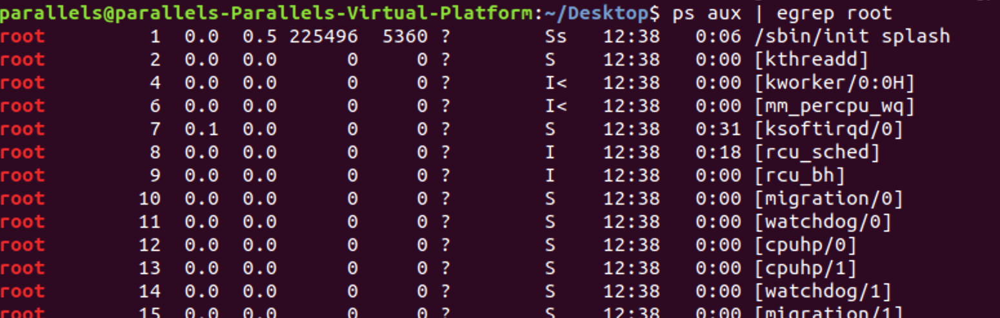 parallels@parallels-Parallels-Virtual-Platform:~/Desktop$ ps aux | egrep root
root 1 0.0 0.5 225496 5360 ? Ss 12:38 0:06 /sbin/init splash
root 2 0.0 0.0 0 0 ? S 12:38 0:00 [kthreadd]
root 4 0.0 0.0 0 0 ? I< 12:38 0:00 [kworker/0:0H]
root 6 0.0 0.0 0 0 ? I< 12:38 0:00 [mm_percpu_wq]
root 7 0.1 0.0 0 0 ? S 12:38 0:31 [ksoftirqd/0]
root 8 0.0 0.0 0 0 ? I 12:38 0:18 [rcu_sched]
root 9 0.0 0.0 0 0 ? I 12:38 0:00 [rcu_bh]
root 10 0.0 0.0 0 0 ? S 12:38 0:00 [migration/0]
root 11 0.0 0.0 0 0 ? S 12:38 0:00 [watchdog/0]
root 12 0.0 0.0 0 0 ? S 12:38 0:00 [cpuhp/0]
root 13 0.0 0.0 0 0 ? S 12:38 0:00 [cpuhp/1]
root 14 0.0 0.0 0 0 ? S 12:38 0:00 [watchdog/1]
root 15 0.0 0.0 0 0 ? S 12:38 0:00 [migration/1]